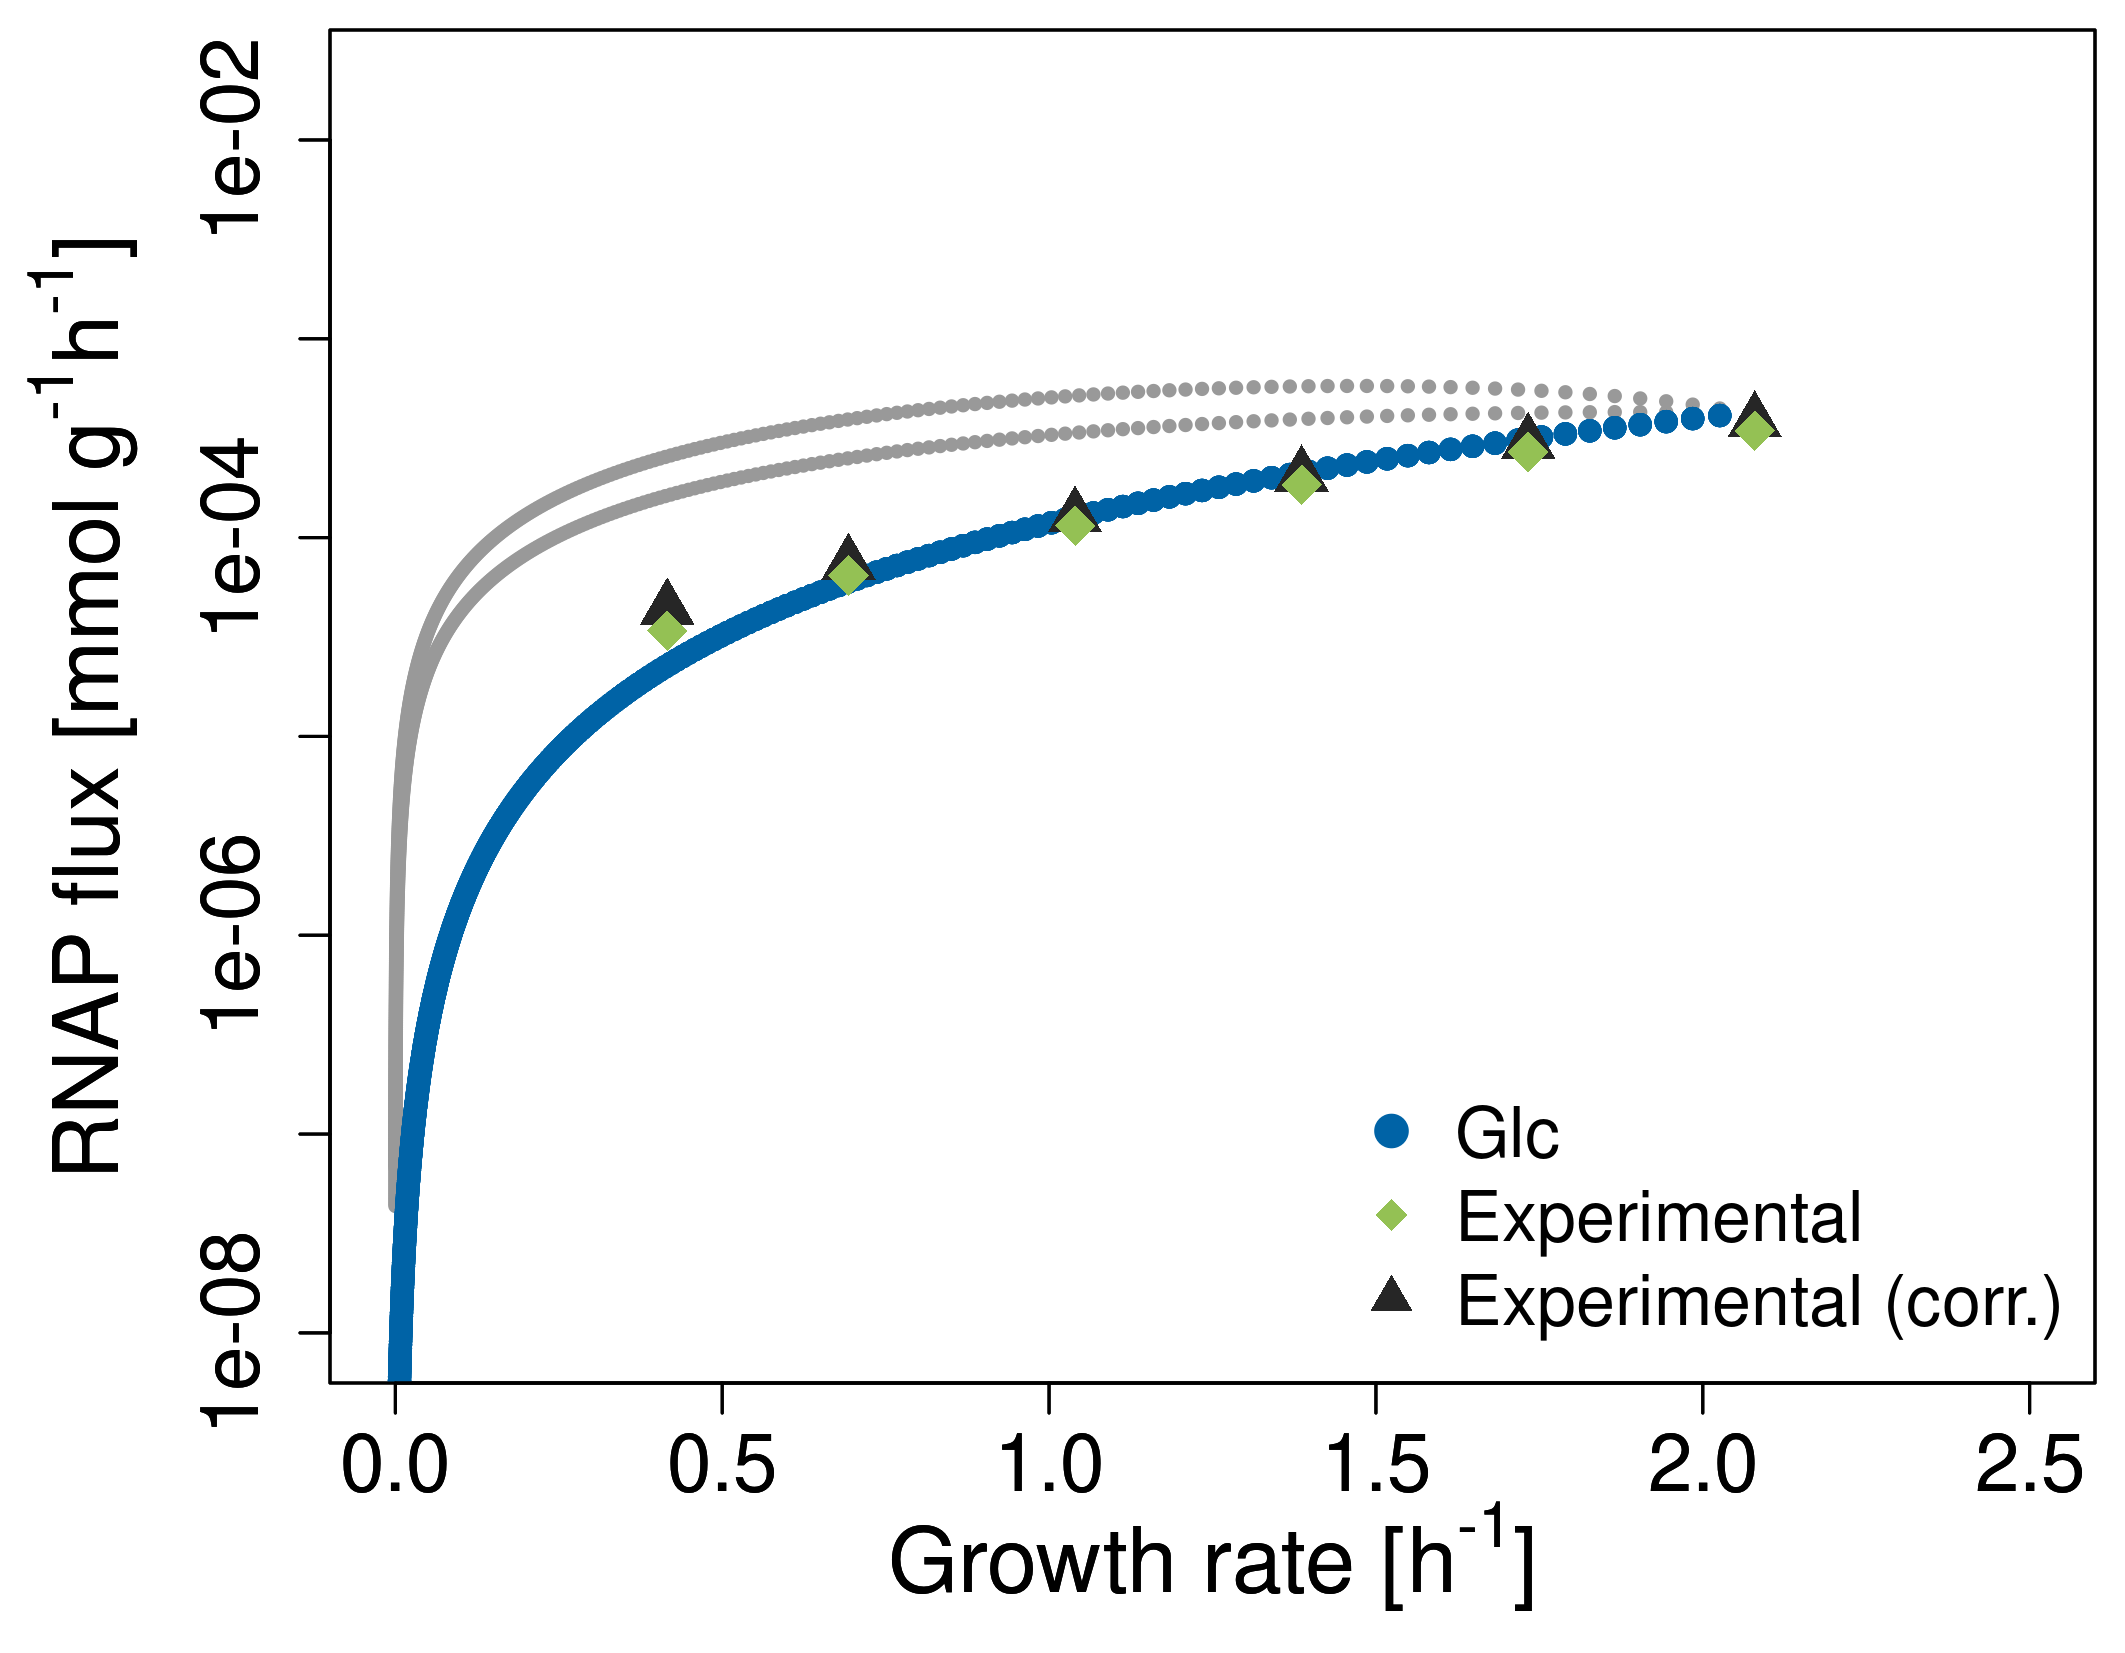 RNAP flux [mmol g⁻¹h⁻¹]
1e-02
1e-04
1e-06
1e-08
Glc
Experimental
Experimental (corr.)
0.0 0.5 1.0 1.5 2.0 2.5
Growth rate [h⁻¹]